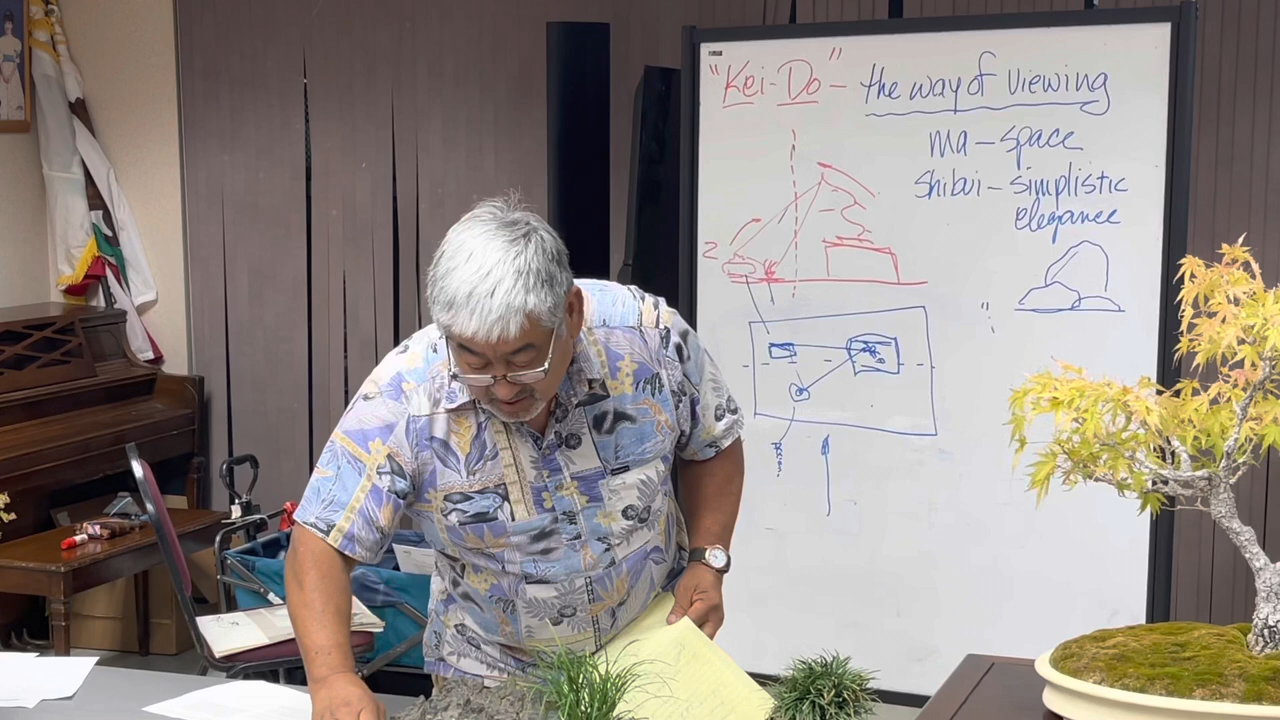 "Kei-Do" – the way of viewing
ma – space
Shibui – simplistic
elegance
2